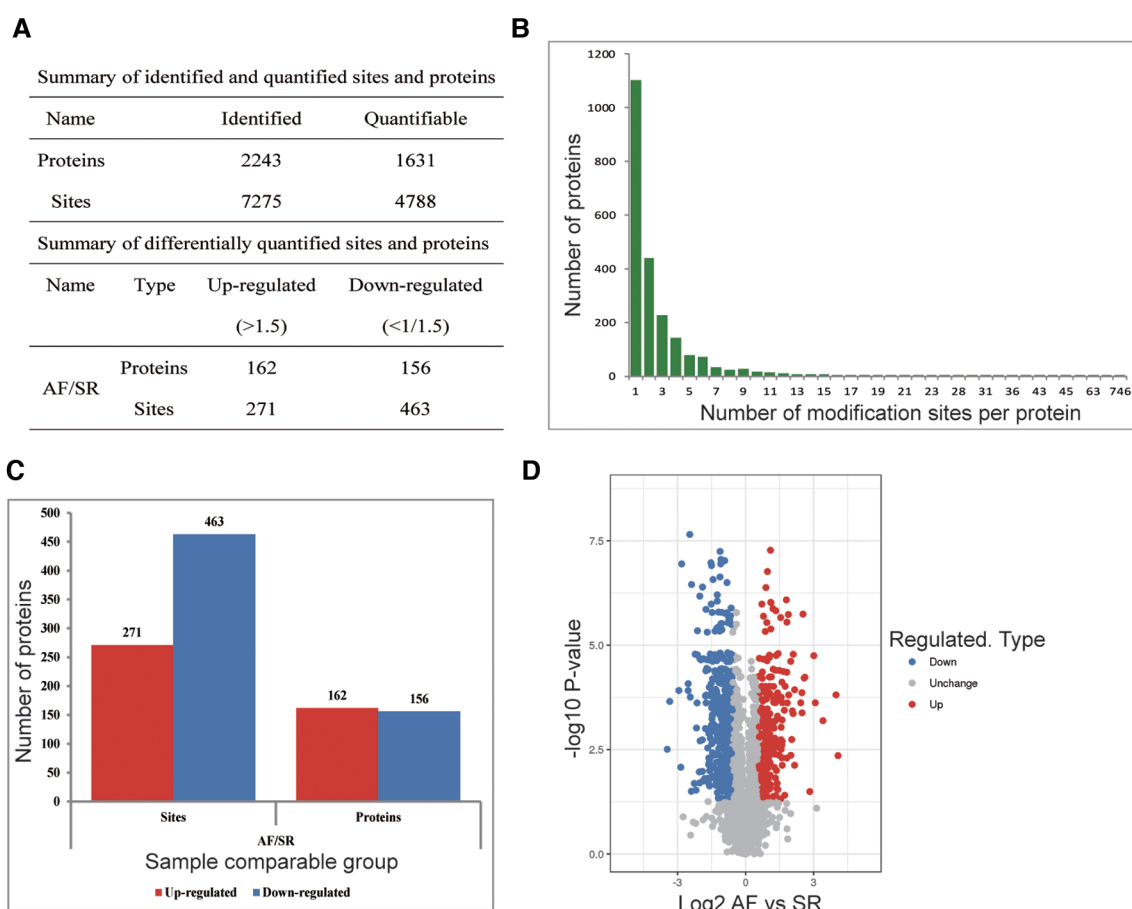 A
Summary of identified and quantified sites and proteins
Name Identified Quantifiable
Proteins 2243 1631
Sites 7275 4788
Summary of differentially quantified sites and proteins
Name Type Up-regulated Down-regulated
(>1.5) (<1/1.5)
AF/SR
Proteins 162 156
Sites 271 463
B
Number of proteins
1200
1000
800
600
400
200
0
1 3 5 7 9 11 13 15 17 19 21 23 28 31 36 43 45 63 746
Number of modification sites per protein
C
Number of proteins
500
450
400
350
300
250
200
150
100
50
0
271 463 162 156
Sites Proteins
AF/SR
Sample comparable group
Up-regulated Down-regulated
D
-log10 P-value
7.5
5.0
2.5
0.0
-3 0 3
Log2 AF vs SR
Regulated. Type
Down
Unchange
Up